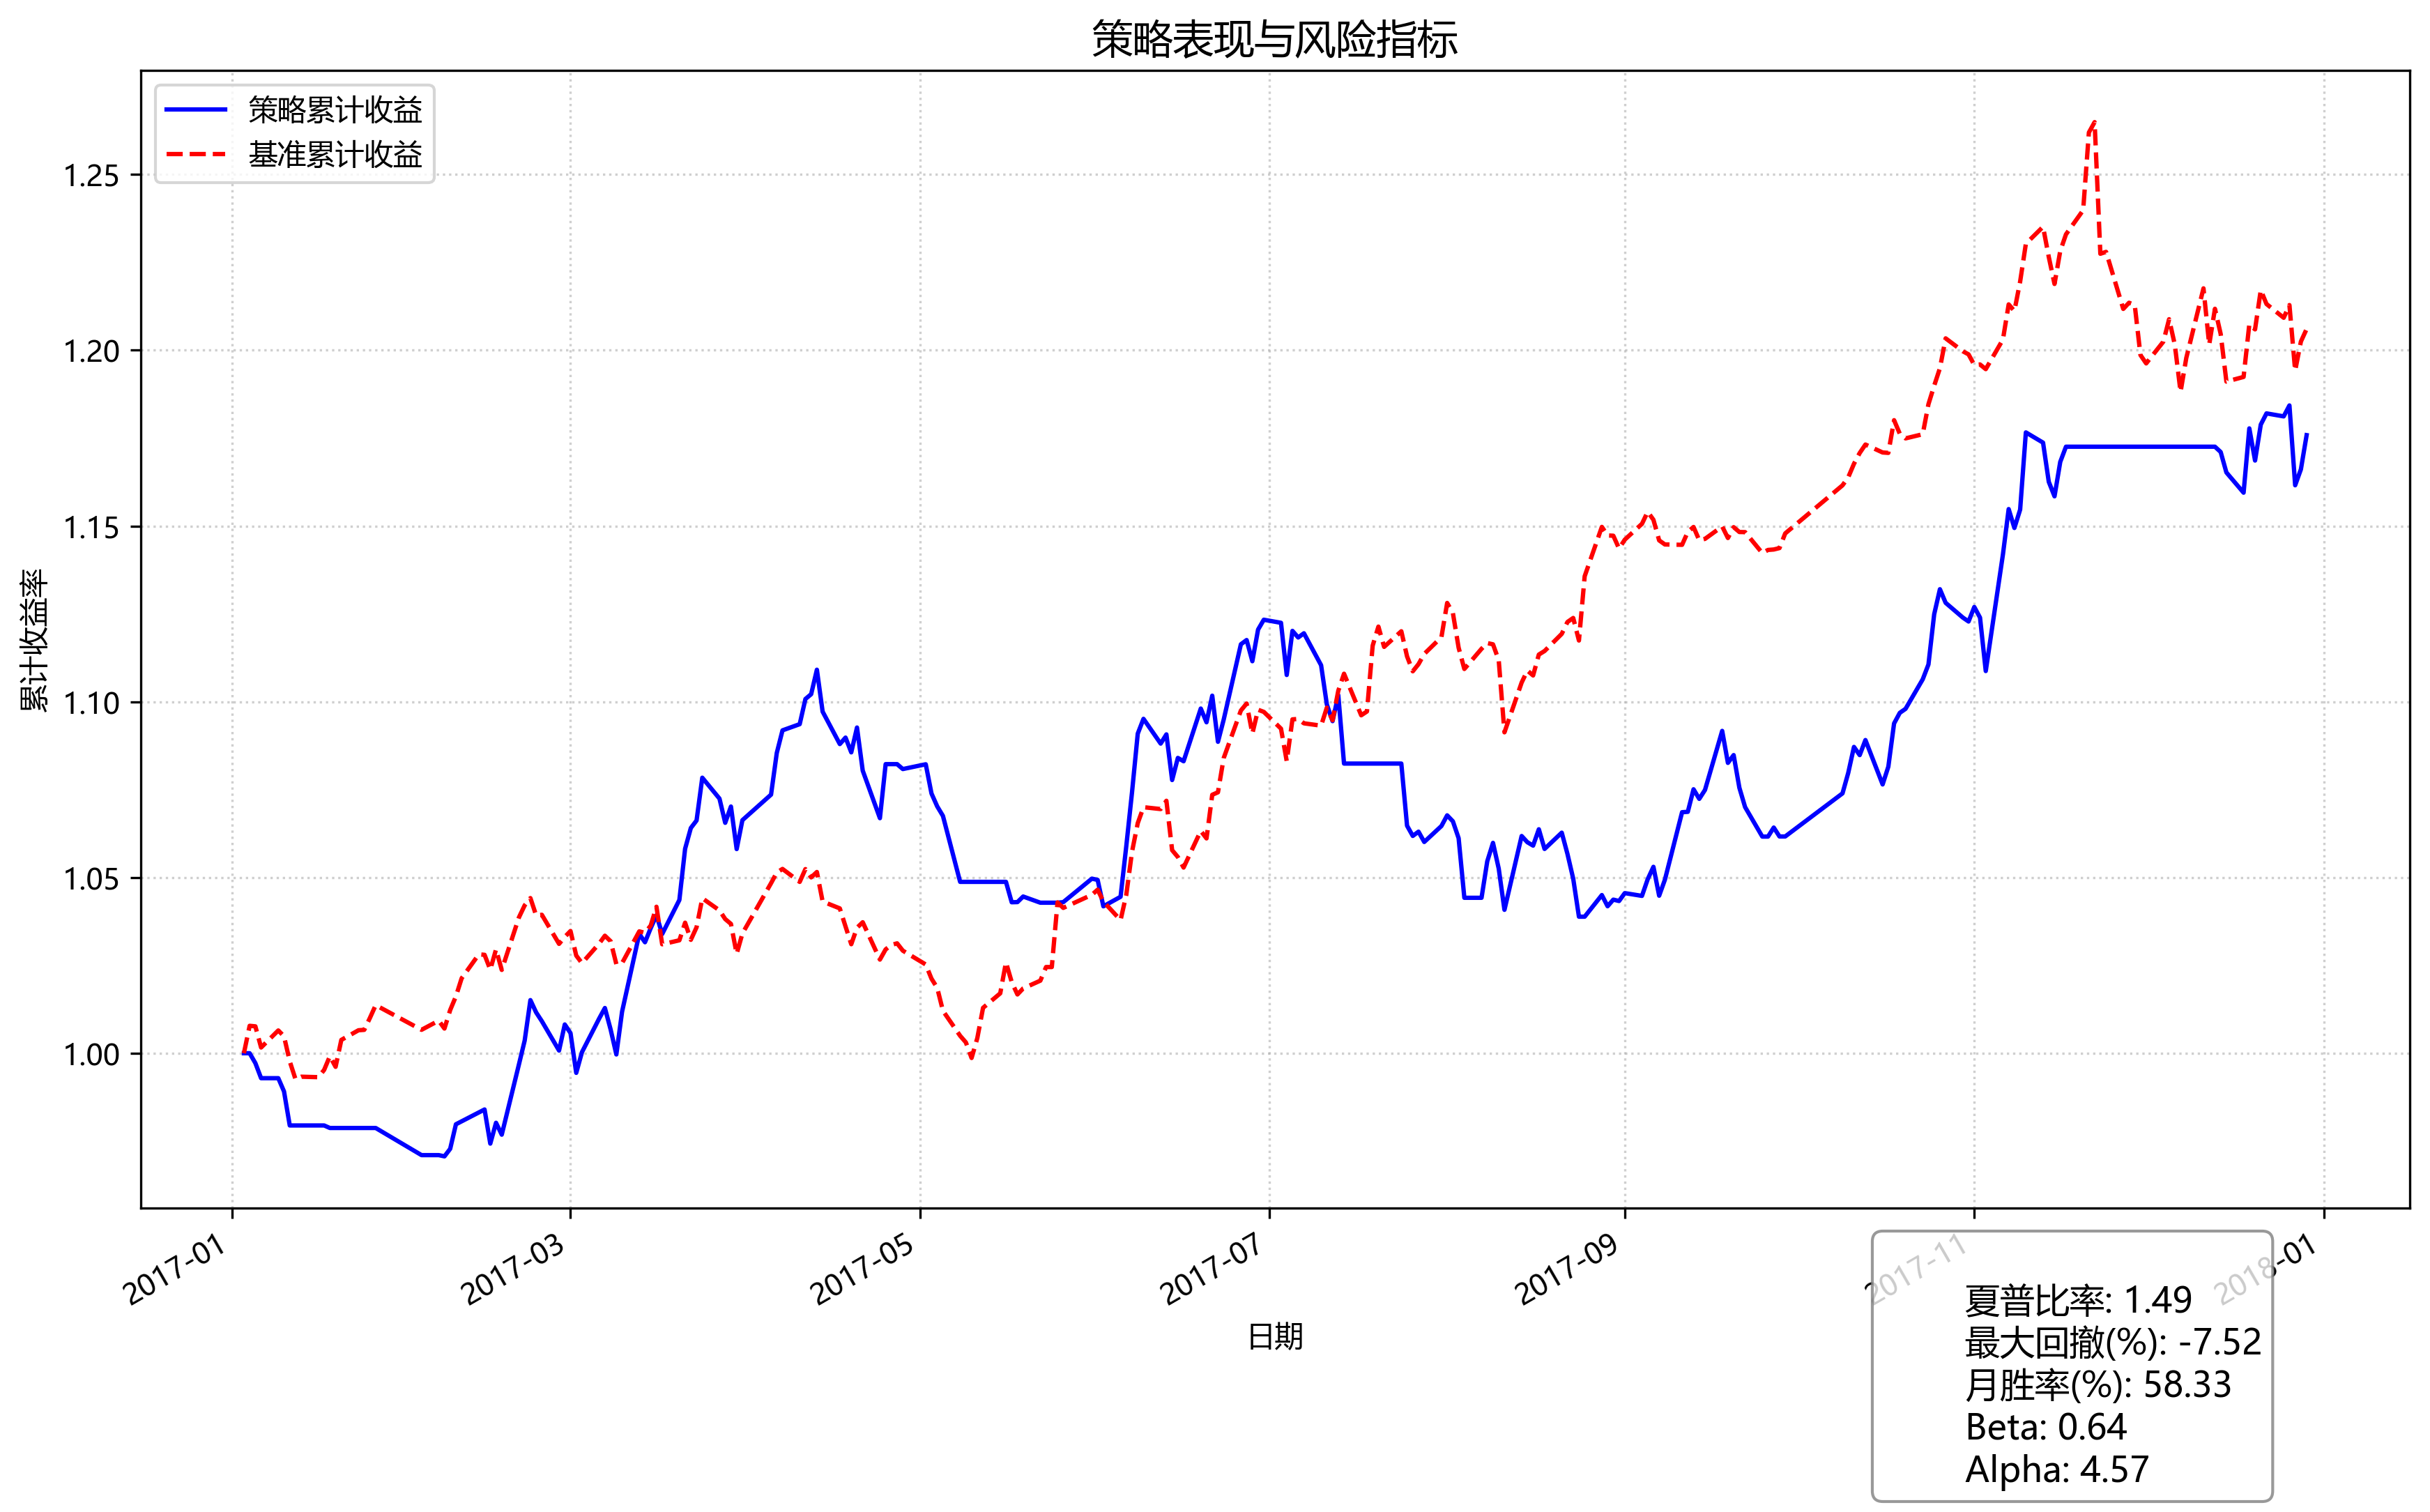 策略表现与风险指标
策略累计收益
基准累计收益
累计收益率
1.25
1.20
1.15
1.10
1.05
1.00
2017-01
2017-03
2017-05
2017-07
2017-09
2017-11
2018-01
日期
夏普比率: 1.49
最大回撤(%): -7.52
月胜率(%): 58.33
Beta: 0.64
Alpha: 4.57